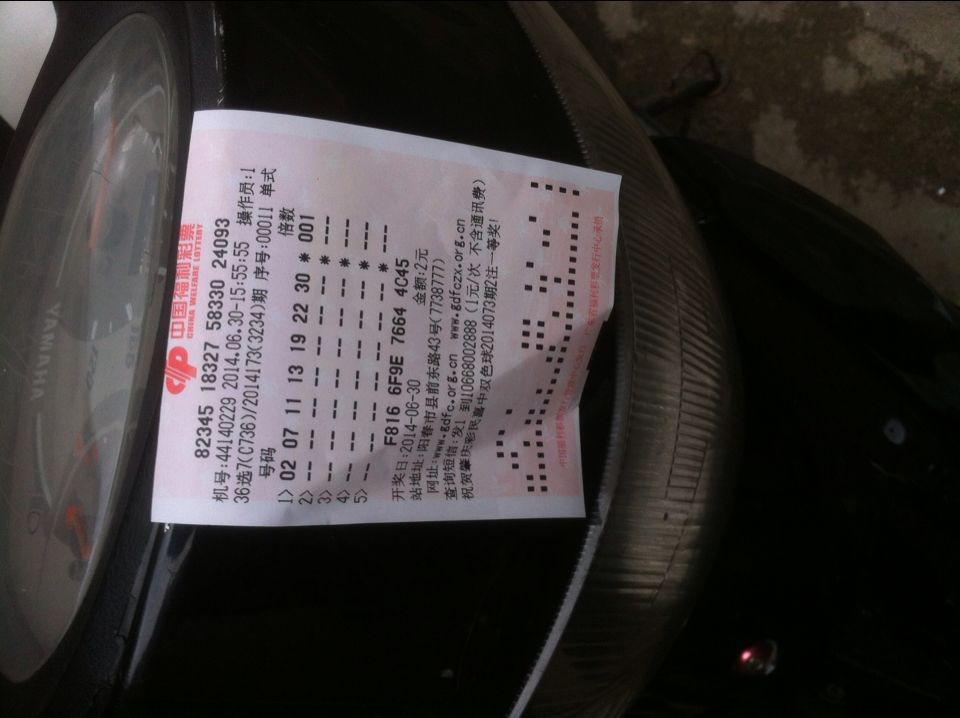 中国福利彩票
CHINA WELFARE LOTTERY
82345 18327 58330 24093
机号:44140229 2014.06.30-15:55:55 操作员:1
36选7(C736)/2014173(3234)期 序号:00011 单式
号码 倍数
1> 02 07 11 13 19 22 30 * 001
2> -- -- -- -- -- -- -- * ---
3> -- -- -- -- -- -- -- * ---
4> -- -- -- -- -- -- -- * ---
5> -- -- -- -- -- -- -- * ---
F816 6F9E 7664 4C45
开奖日:2014-06-30 金额:2元
站地址:阳春市县前东路43号(7738777)
网址:www.gdfc.org.cn www.gdfczx.org.cn
查询短信:发1 到10668002888 (1元/次 不含通讯费)
祝贺肇庆彩民喜中双色球2014073期2注一等奖!
YAMAHA